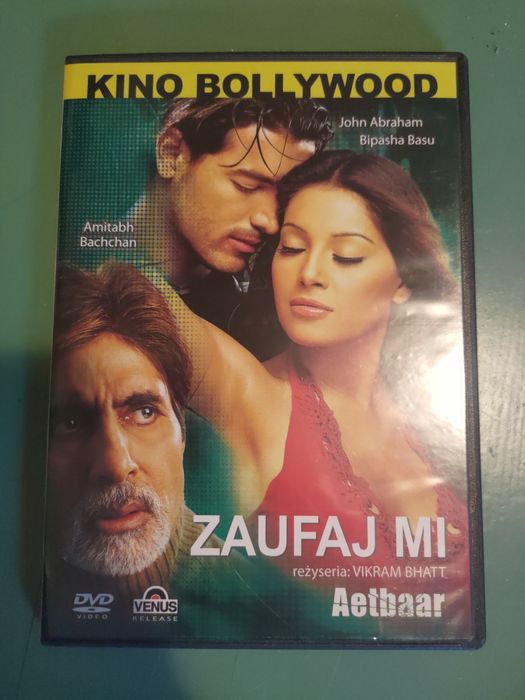 KINO BOLLYWOOD
John Abraham
Bipasha Basu
Amitabh
Bachchan
ZAUFAJ MI
reżyseria: VIKRAM BHATT
Aetbaar
DVD
VIDEO
VENUS
RELEASE